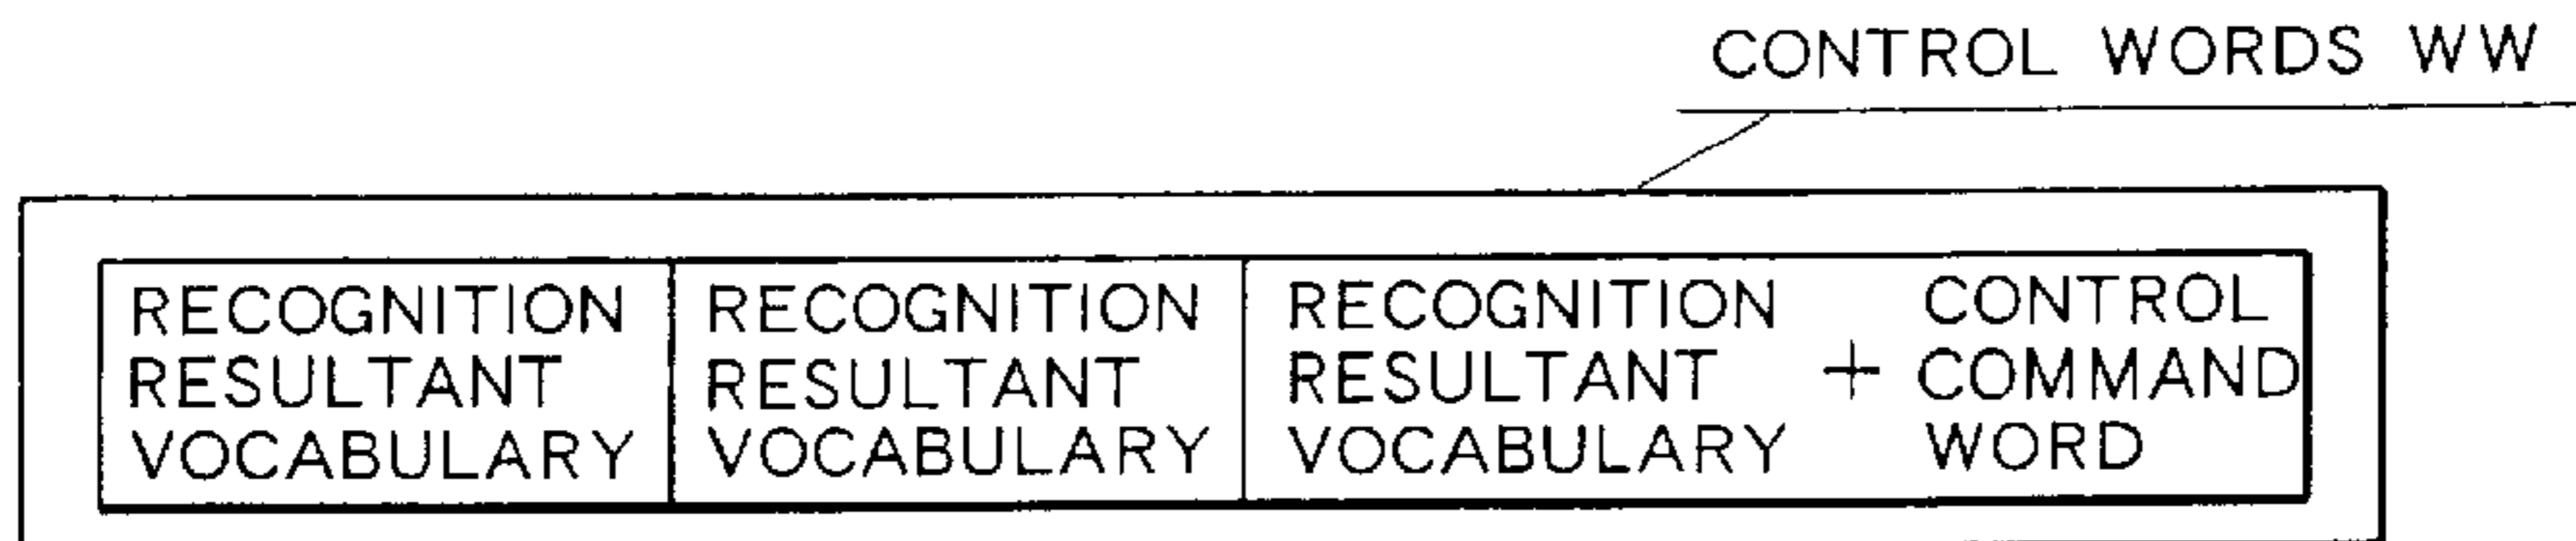 CONTROL WORDS WW
RECOGNITION RESULTANT VOCABULARY
RECOGNITION RESULTANT VOCABULARY
RECOGNITION RESULTANT VOCABULARY + CONTROL COMMAND WORD